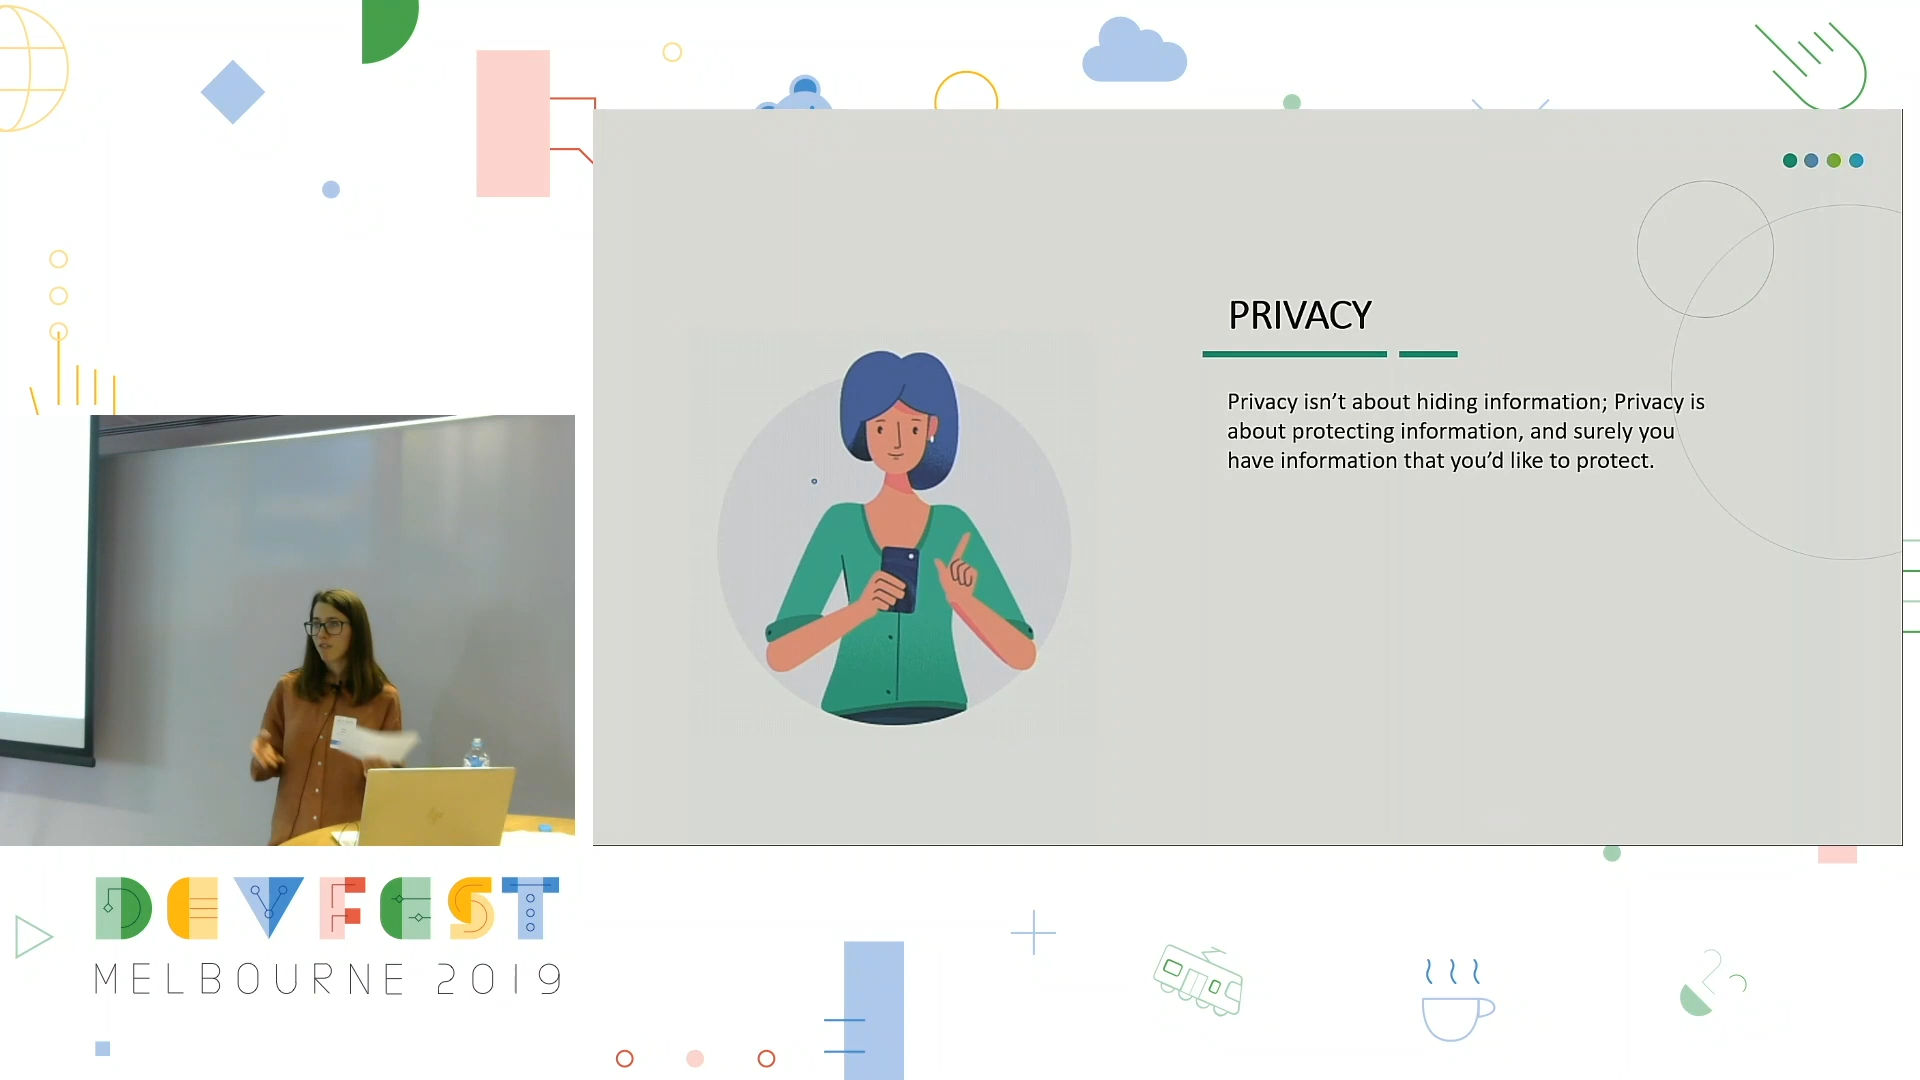 PRIVACY
Privacy isn’t about hiding information; Privacy is
about protecting information, and surely you
have information that you’d like to protect.
DEVFEST
MELBOURNE 2019